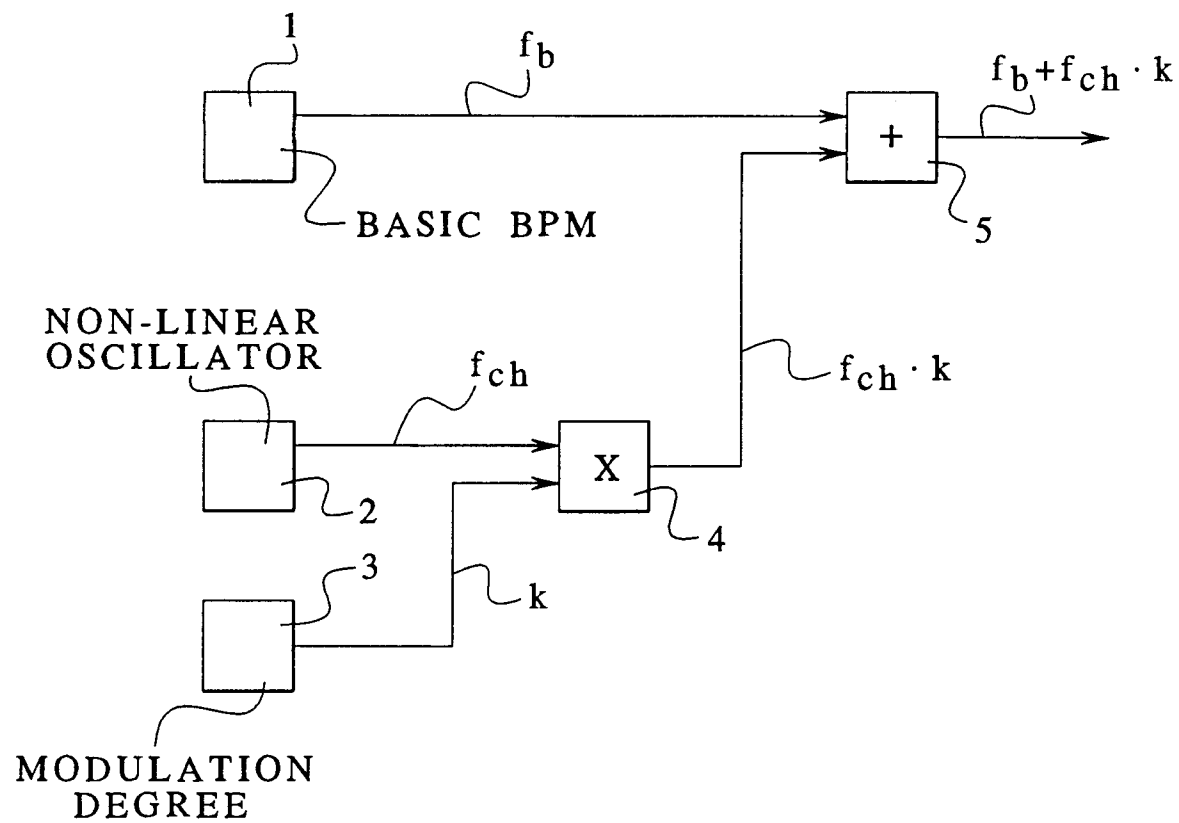 1
f_b
f_b+f_ch · k
+
5
BASIC BPM
NON-LINEAR
OSCILLATOR
f_ch
f_ch · k
X
2
4
3
k
MODULATION
DEGREE